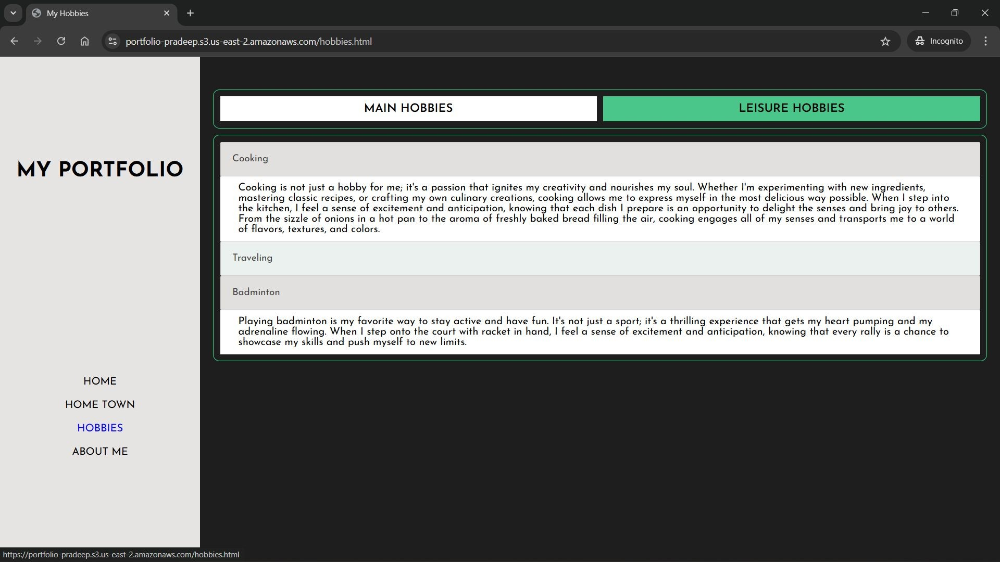 My Hobbies
portfolio-pradeep.s3.us-east-2.amazonaws.com/hobbies.html
Incognito
MY PORTFOLIO
HOME
HOME TOWN
HOBBIES
ABOUT ME
MAIN HOBBIES
LEISURE HOBBIES
Cooking
Cooking is not just a hobby for me; it's a passion that ignites my creativity and nourishes my soul. Whether I'm experimenting with new ingredients,
mastering classic recipes, or crafting my own culinary creations, cooking allows me to express myself in the most delicious way possible. When I step into
the kitchen, I feel a sense of excitement and anticipation, knowing that each dish I prepare is an opportunity to delight the senses and bring joy to others.
From the sizzle of onions in a hot pan to the aroma of freshly baked bread filling the air, cooking engages all of my senses and transports me to a world
of flavors, textures, and colors.
Traveling
Badminton
Playing badminton is my favorite way to stay active and have fun. It's not just a sport; it's a thrilling experience that gets my heart pumping and my
adrenaline flowing. When I step onto the court with racket in hand, I feel a sense of excitement and anticipation, knowing that every rally is a chance to
showcase my skills and push myself to new limits.
https://portfolio-pradeep.s3.us-east-2.amazonaws.com/hobbies.html